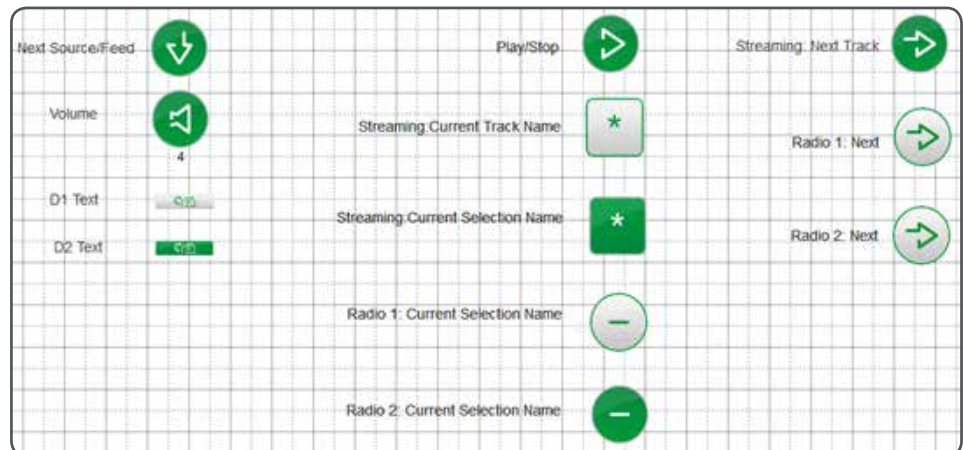 Next Source/Feed
Volume
4
D1 Text
D2 Text
Play/Stop
Streaming:Current Track Name
*
Streaming:Current Selection Name
*
Radio 1: Current Selection Name
Radio 2: Current Selection Name
Streaming: Next Track
Radio 1: Next
Radio 2: Next